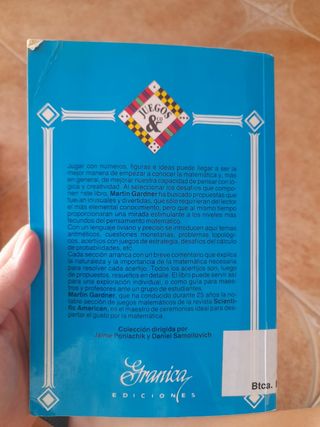 JUEGOS
& CO
Jugar con números, figuras e ideas puede llegar a ser la
mejor manera de empezar a conocer la matemática y, más
en general, de mejorar nuestra capacidad de pensar con ló-
gica y creatividad. Al seleccionar los desafíos que compo-
nen este libro, Martin Gardner ha buscado propuestas que
fueran inusuales y divertidas, que sólo requirieran del lector
el más elemental conocimiento, pero que al mismo tiempo
proporcionaran una mirada estimulante a los niveles más
fecundos del pensamiento matemático.
Con un lenguaje liviano y preciso se introducen aquí temas
aritméticos, cuestiones monetarias, problemas topológi-
cos, acertijos con juegos de estrategia, desafíos del cálculo
de probabilidades, etc.
Cada sección arranca con un breve comentario que explica
la naturaleza y la importancia de la matemática necesaria
para resolver cada acertijo. Todos los acertijos son, luego
de propuestos, resueltos en detalle. El libro puede servir así
para una exploración individual, o como guía para maes-
tros y profesores ante un grupo de estudiantes.
Martin Gardner, que ha conducido durante 25 años la no-
table sección de juegos matemáticos de la revista Scienti-
fic American, en el maestro de ceremonias ideal para des-
pertar el gusto por la matemática.
Colección dirigida por
Jaime Poniachik y Daniel Samoilovich
Granica
EDICIONES
Btca.